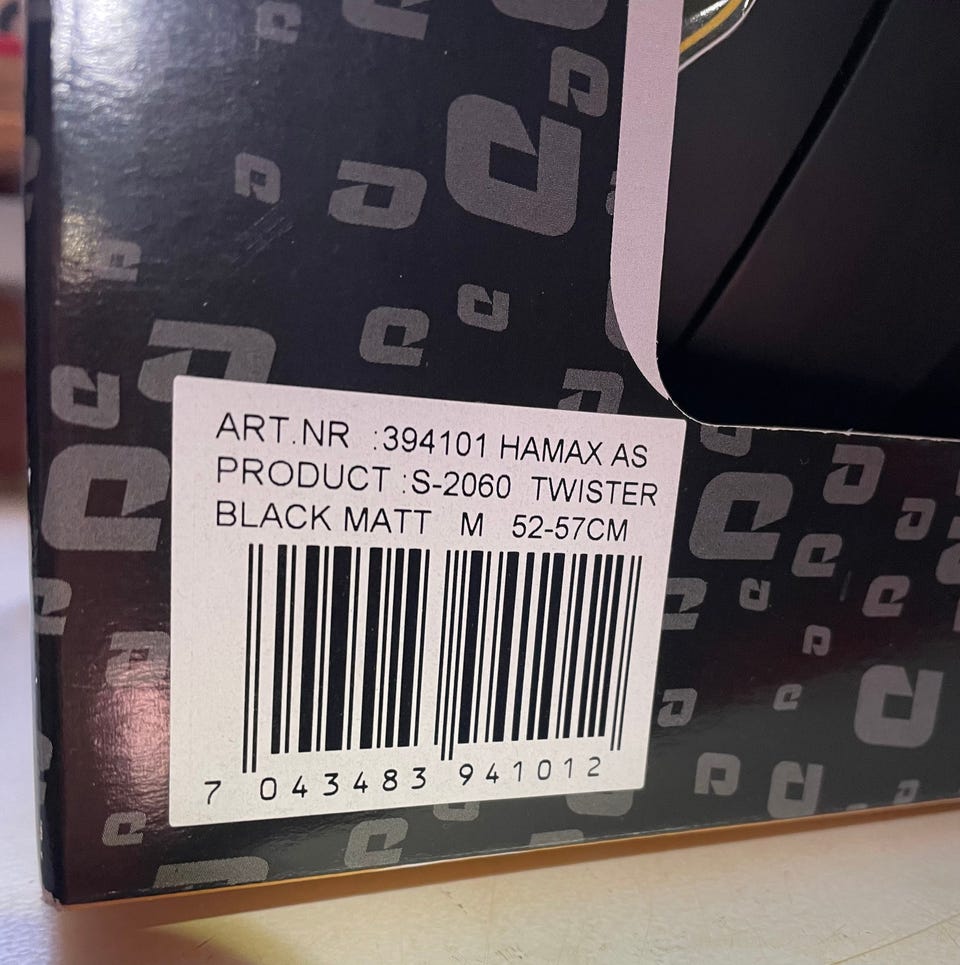 ART.NR :394101 HAMAX AS
PRODUCT :S-2060 TWISTER
BLACK MATT M 52-57CM
7 043483 941012